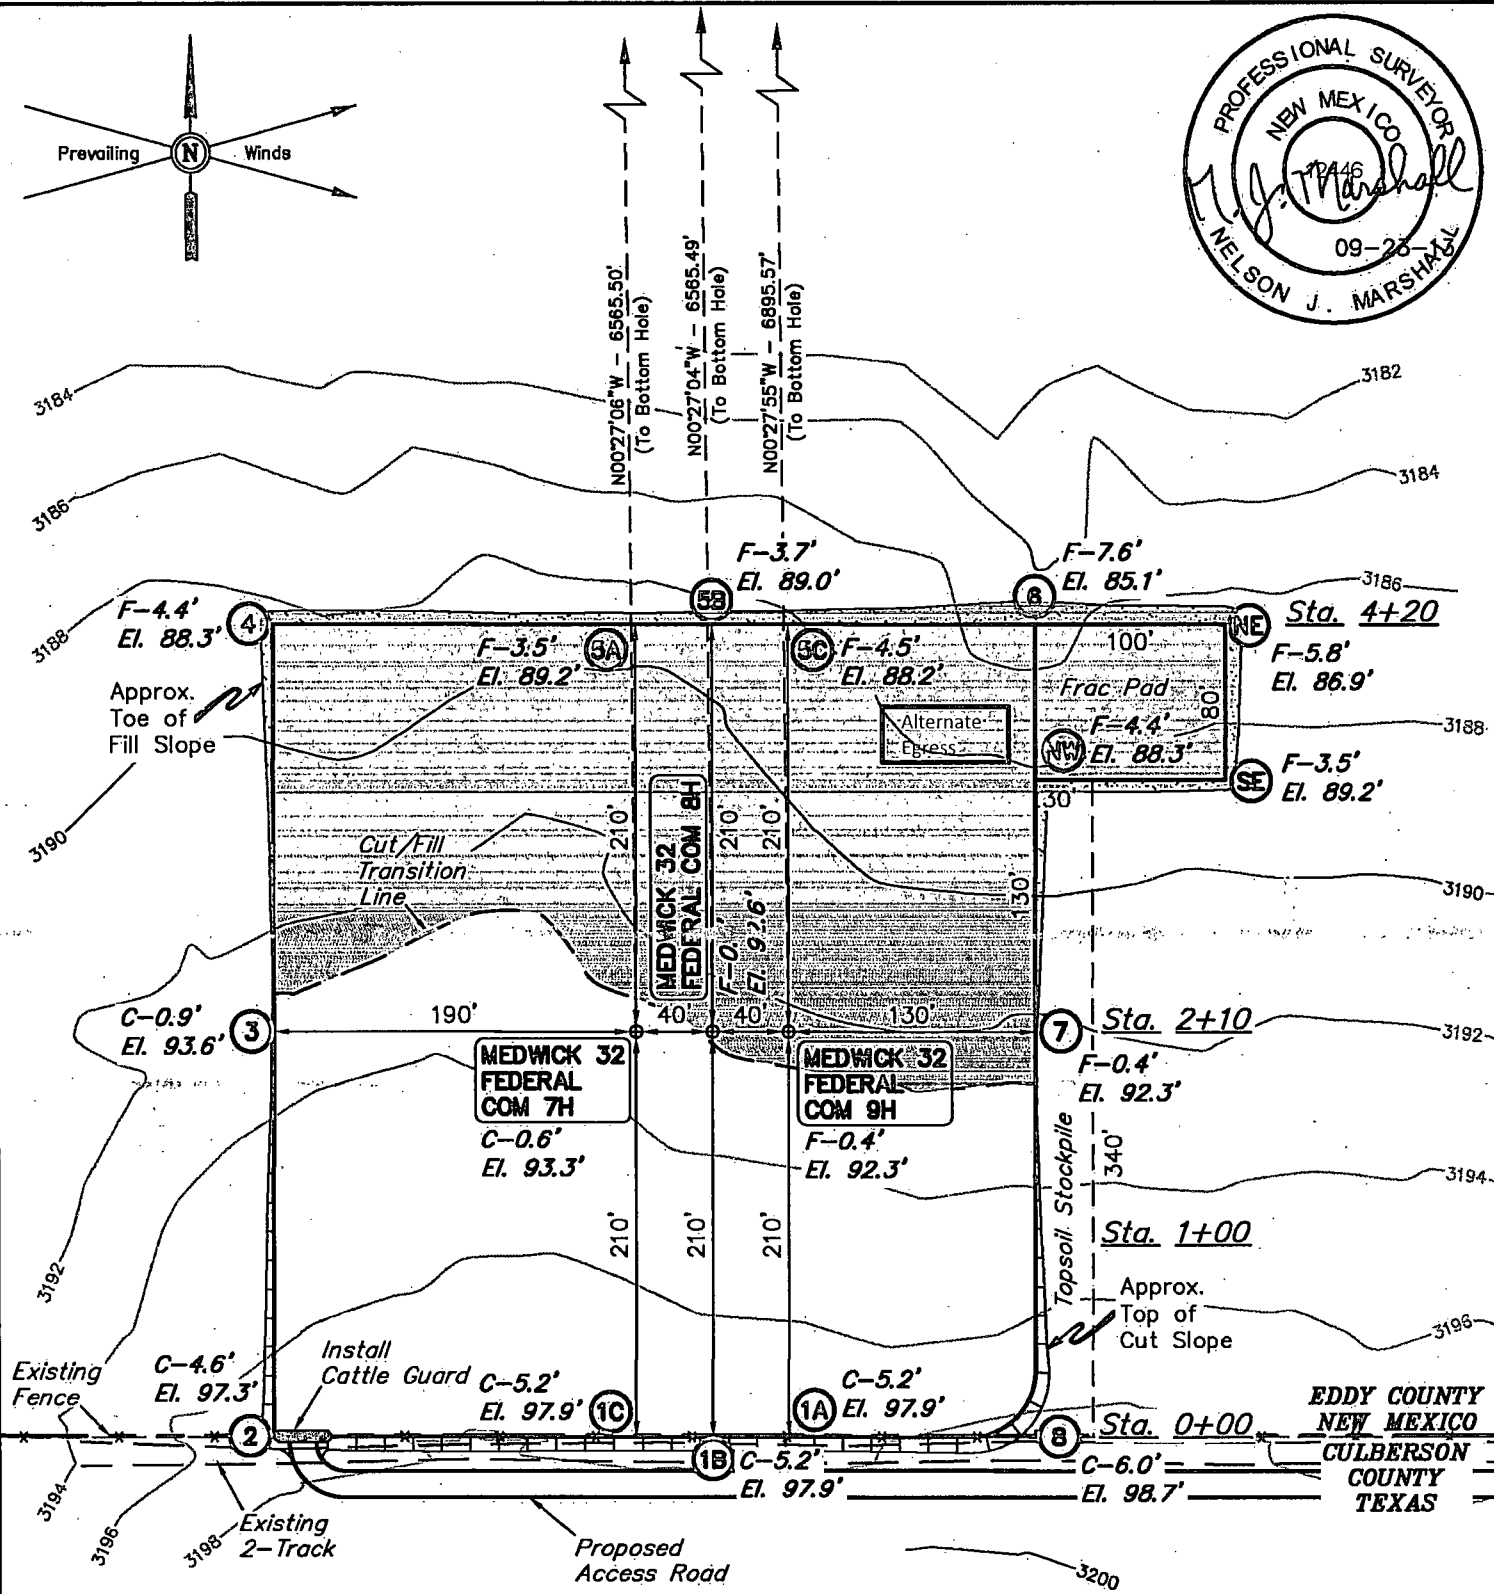 Prevailing
N
Winds
PROFESSIONAL SURVEYOR
NEW MEXICO
N. J. Marshall
NELSON J. MARSHALL
N00°27'06"W - 6565.50'
(To Bottom Hole)
N00°27'04"W - 6565.49'
(To Bottom Hole)
N00°27'55"W - 6895.57'
(To Bottom Hole)
3184
3182
3186
3184
3188
3186
F-4.4'
El. 88.3'
4
F-3.7'
El. 89.0'
5B
F-7.6'
El. 85.1'
6
NE
Sta. 4+20
F-5.8'
El. 86.9'
F-3.5'
El. 89.2'
5A
5C
F-4.5'
El. 88.2'
100'
Frac Pad
80'
Approx.
Toe of
Fill Slope
Alternate
Egress
NW
F-4.4'
El. 88.3'
3188
SE
F-3.5'
El. 89.2'
30'
3190
Cut/Fill
Transition
Line
210'
MEDWICK 32
FEDERAL COM 8H
210'
210'
130'
3190
F-0.
El.
C-0.9'
El. 93.6'
3
190'
40'
40'
130'
7
Sta. 2+10
3192
F-0.4'
El. 92.3'
MEDWICK 32
FEDERAL
COM 7H
C-0.6'
El. 93.3'
MEDWICK 32
FEDERAL
COM 9H
F-0.4'
El. 92.3'
Topsoil Stockpile
340'
3194
210'
210'
210'
Sta. 1+00
3192
Approx.
Top of
Cut Slope
3196
Existing
Fence
C-4.6'
El. 97.3'
Install
Cattle Guard
C-5.2'
El. 97.9'
1C
1A
C-5.2'
El. 97.9'
2
1B
C-5.2'
El. 97.9'
8
Sta. 0+00
C-6.0'
El. 98.7'
EDDY COUNTY
NEW MEXICO
CULBERSON
COUNTY
TEXAS
3194
3196
3198
Existing
2-Track
Proposed
Access Road
3200